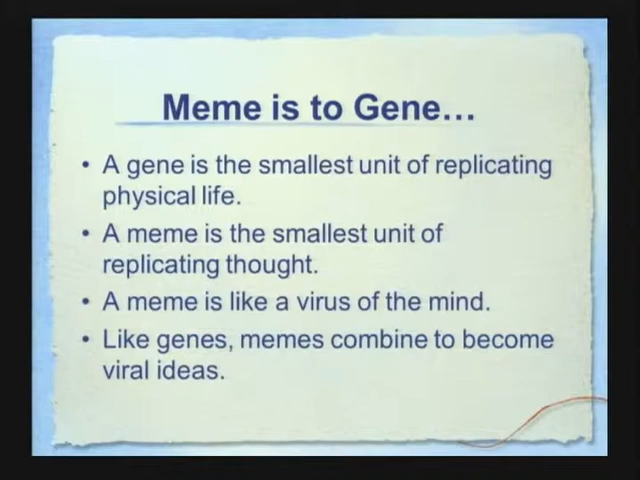 Meme is to Gene…
• A gene is the smallest unit of replicating
physical life.
• A meme is the smallest unit of
replicating thought.
• A meme is like a virus of the mind.
• Like genes, memes combine to become
viral ideas.